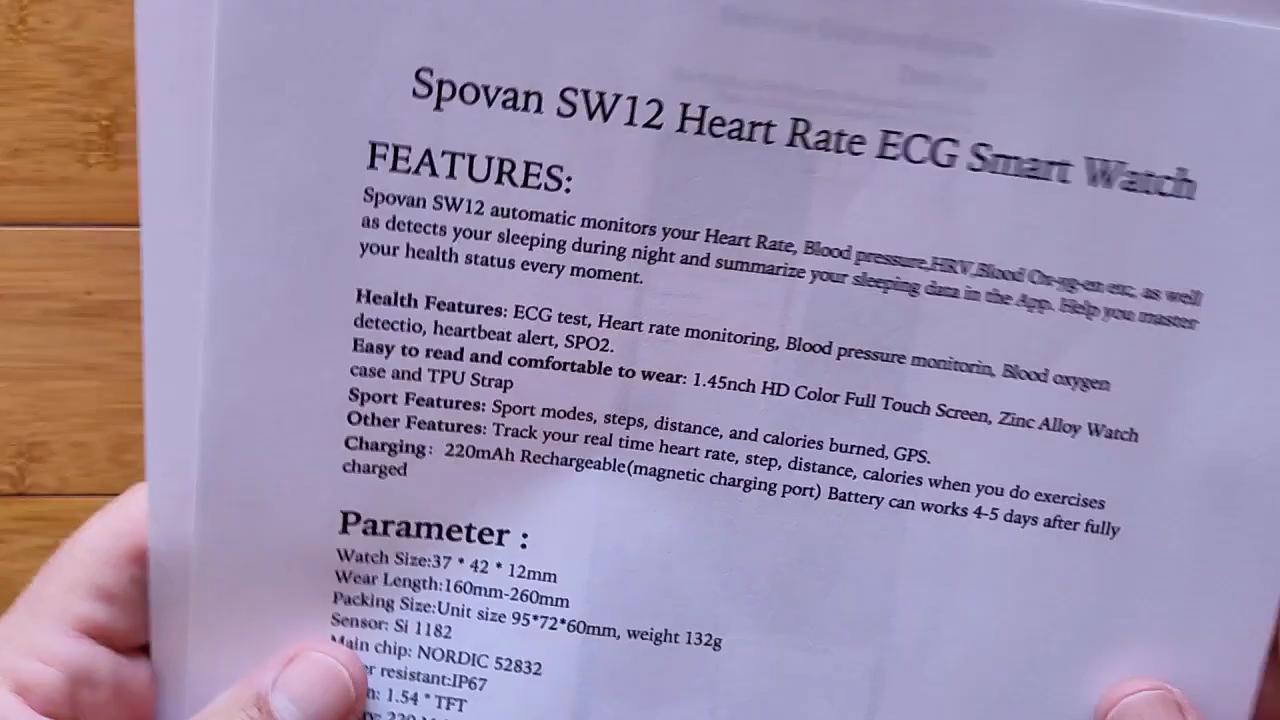 Spovan SW12 Heart Rate ECG Smart Watch
FEATURES:
Spovan SW12 automatic monitors your Heart Rate, Blood pressure,HRV,Blood Ox-yg-en etc, as well
as detects your sleeping during night and summarize your sleeping data in the App. Help you master
your health status every moment.
Health Features: ECG test, Heart rate monitoring, Blood pressure monitorin, Blood oxygen
detectio, heartbeat alert, SPO2.
Easy to read and comfortable to wear: 1.45nch HD Color Full Touch Screen, Zinc Alloy Watch
case and TPU Strap
Sport Features: Sport modes, steps, distance, and calories burned, GPS.
Other Features: Track your real time heart rate, step, distance, calories when you do exercises
Charging: 220mAh Rechargeable(magnetic charging port) Battery can works 4-5 days after fully
charged
Parameter :
Watch Size:37 * 42 * 12mm
Wear Length:160mm-260mm
Packing Size:Unit size 95*72*60mm, weight 132g
Sensor: Si 1182
Main chip: NORDIC 52832
resistant:IP67
1.54 * TFT